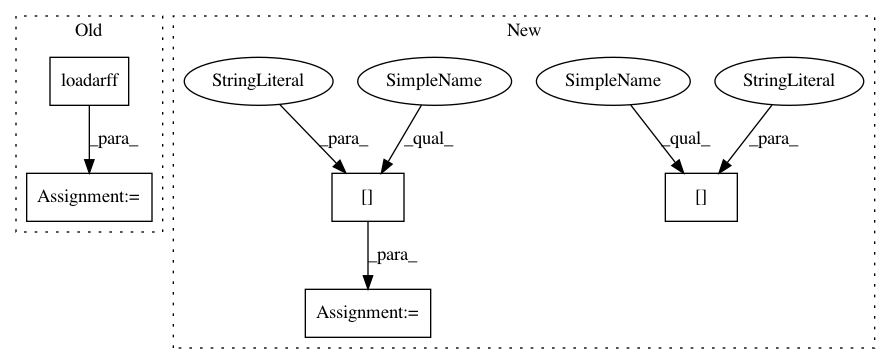 Old
New
loadarff
StringLiteral
SimpleName
SimpleName
StringLiteral
_para_
_para_
_qual_
_qual_
_para_
Assignment:=
[]
[]
_para_
Assignment:=